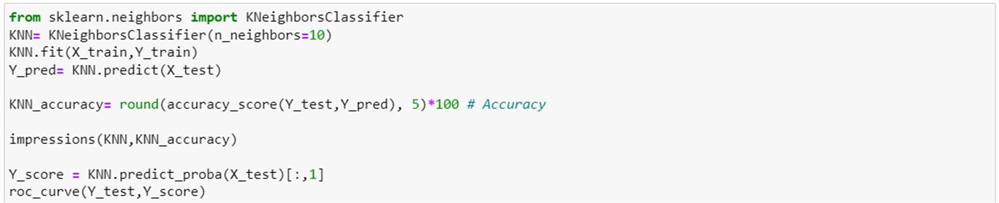 from sklearn.neighbors import KNeighborsClassifier
KNN= KNeighborsClassifier(n_neighbors=10)
KNN.fit(X_train,Y_train)
Y_pred= KNN.predict(X_test)
KNN_accuracy= round(accuracy_score(Y_test,Y_pred), 5)*100 # Accuracy
impressions(KNN,KNN_accuracy)
Y_score = KNN.predict_proba(X_test)[:,1]
roc_curve(Y_test,Y_score)